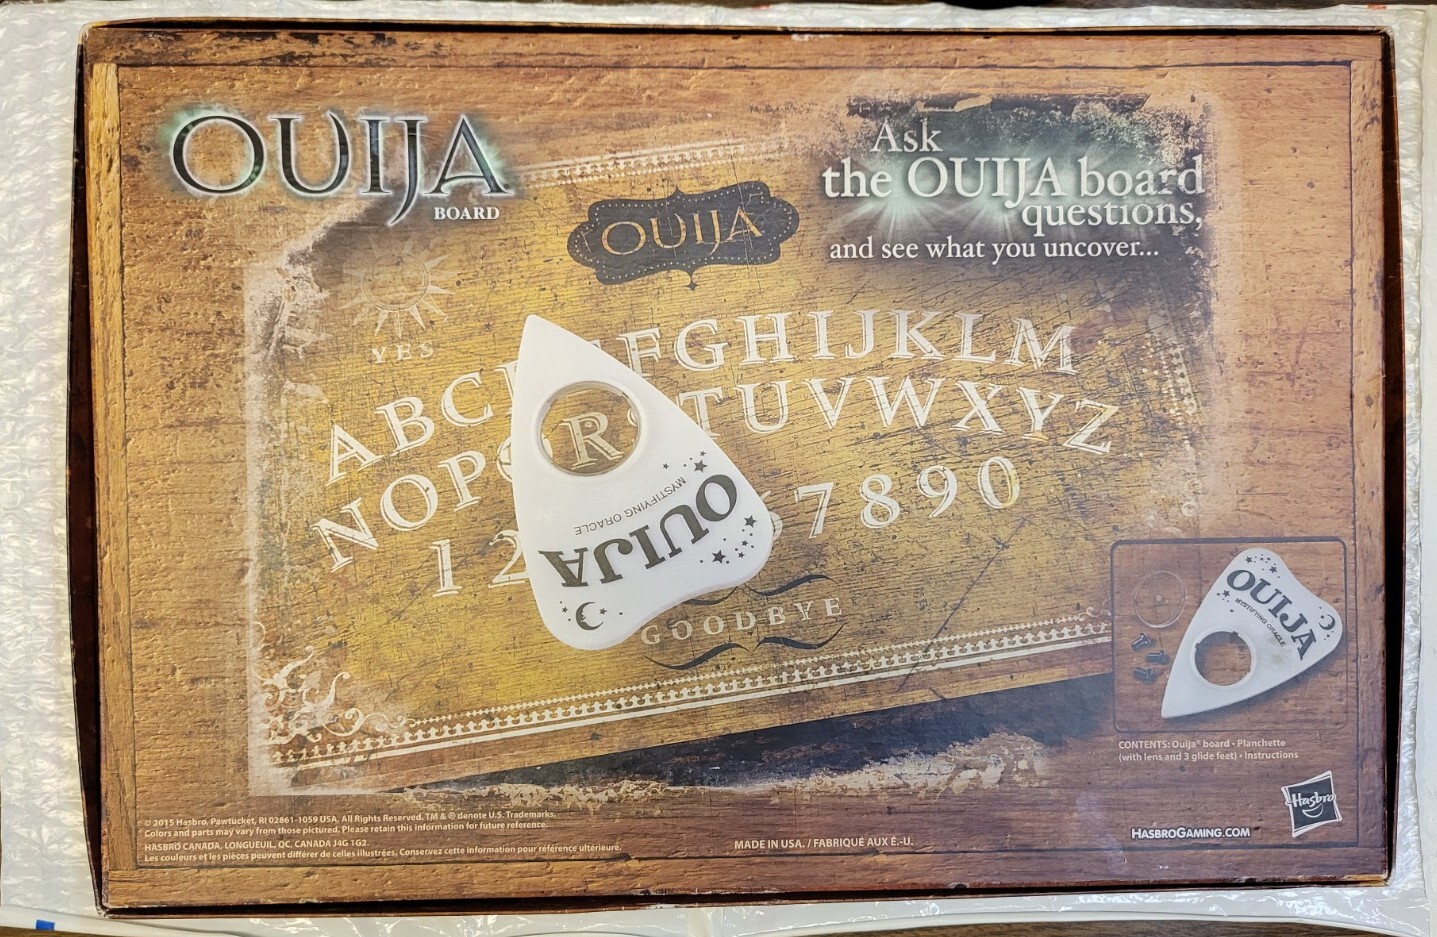 OUIJA
BOARD
Ask
the OUIJA board
questions,
and see what you uncover...
OUIJA
YES
ABC FGHIJKLM
NOP R TUVWXYZ
12 7890
GOODBYE
OUIJA
MYSTIFYING ORACLE
OUIJA
MYSTIFYING ORACLE
CONTENTS: Ouija® board • Planchette
(with lens and 3 glide feet) • Instructions
Hasbro
HASBROGAMING.COM
© 2015 Hasbro, Pawtucket, RI 02861-1059 USA. All Rights Reserved. TM & ® denote U.S. Trademarks.
Colors and parts may vary from those pictured. Please retain this information for future reference.
HASBRO CANADA, LONGUEUIL, QC, CANADA J4G 1G2.
Les couleurs et les pièces peuvent différer de celles illustrées. Conservez cette information pour référence ultérieure.
MADE IN USA. / FABRIQUÉ AUX É.-U.